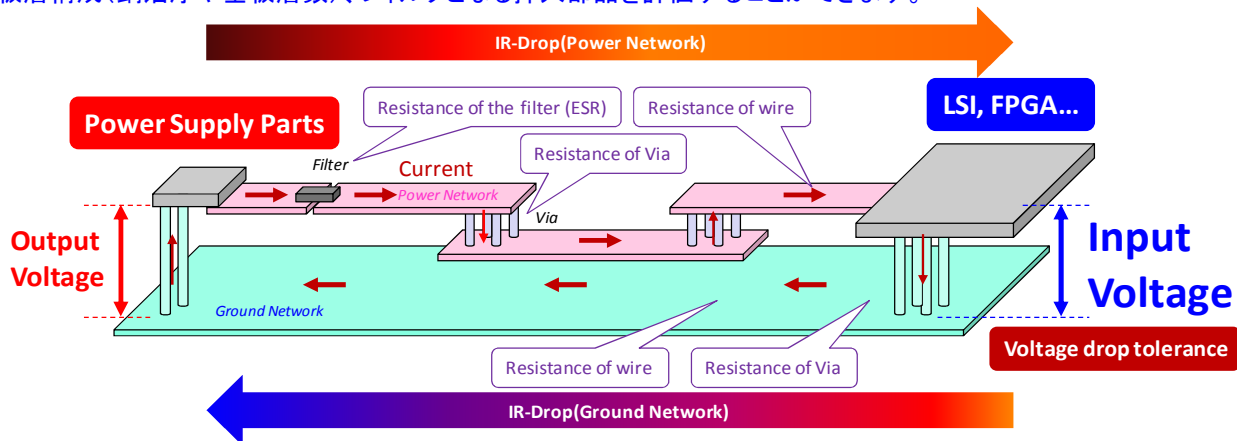 IR-Drop(Power Network)
Power Supply Parts
Resistance of the filter (ESR)
Resistance of wire
LSI, FPGA...
Filter
Current
Resistance of Via
Power Network
Via
Output
Voltage
Input
Voltage
Ground Network
Voltage drop tolerance
Resistance of wire
Resistance of Via
IR-Drop(Ground Network)